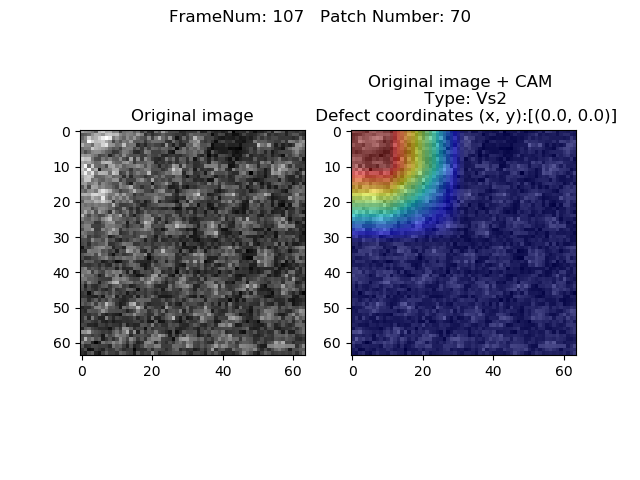 FrameNum: 107   Patch Number: 70
Original image
Original image + CAM
Type: Vs2
Defect coordinates (x, y):[(0.0, 0.0)]
0
10
20
30
40
50
60
0 20 40 60
0
10
20
30
40
50
60
0 20 40 60